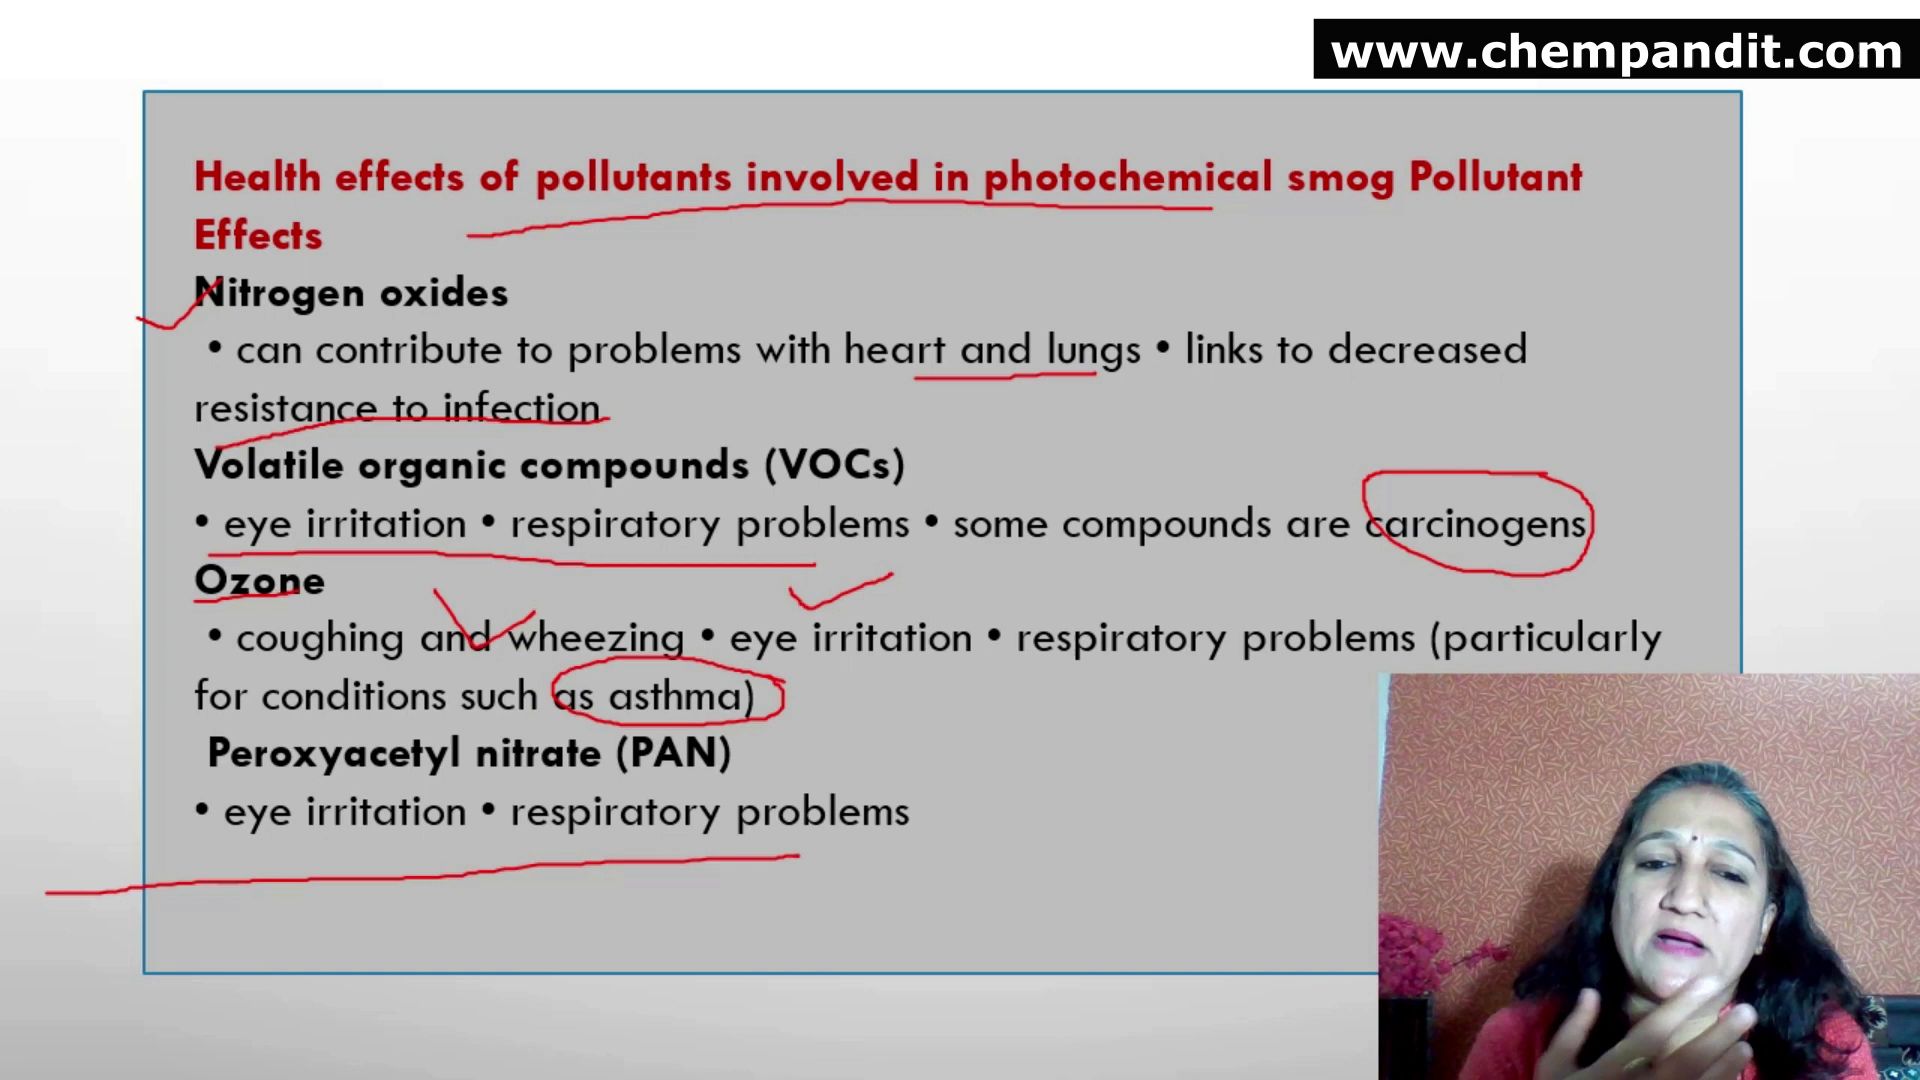 www.chempandit.com
Health effects of pollutants involved in photochemical smog Pollutant
Effects
Nitrogen oxides
• can contribute to problems with heart and lungs • links to decreased
resistance to infection
Volatile organic compounds (VOCs)
• eye irritation • respiratory problems • some compounds are carcinogens
Ozone
• coughing and wheezing • eye irritation • respiratory problems (particularly
for conditions such as asthma)
Peroxyacetyl nitrate (PAN)
• eye irritation • respiratory problems